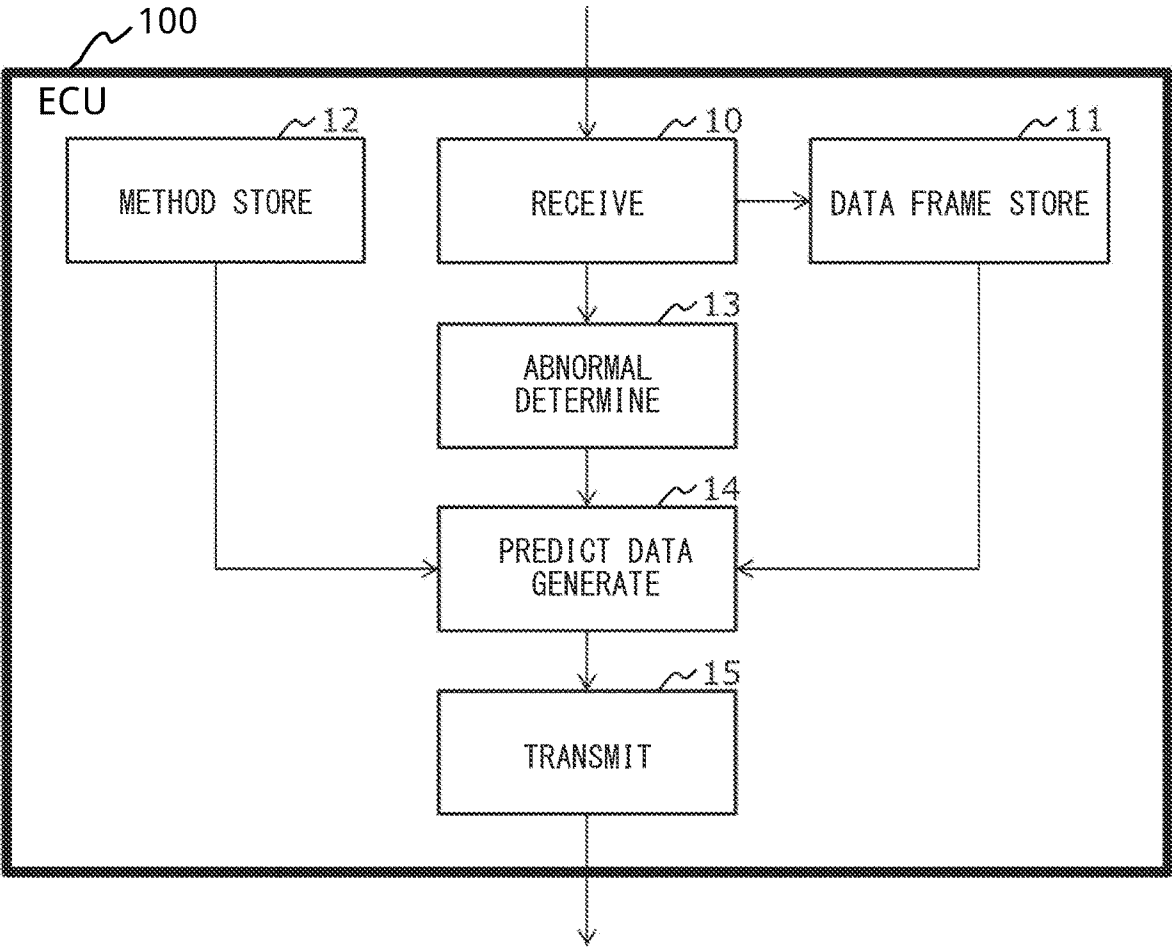 100
ECU
12
10
11
METHOD STORE
RECEIVE
DATA FRAME STORE
13
ABNORMAL
DETERMINE
14
PREDICT DATA
GENERATE
15
TRANSMIT